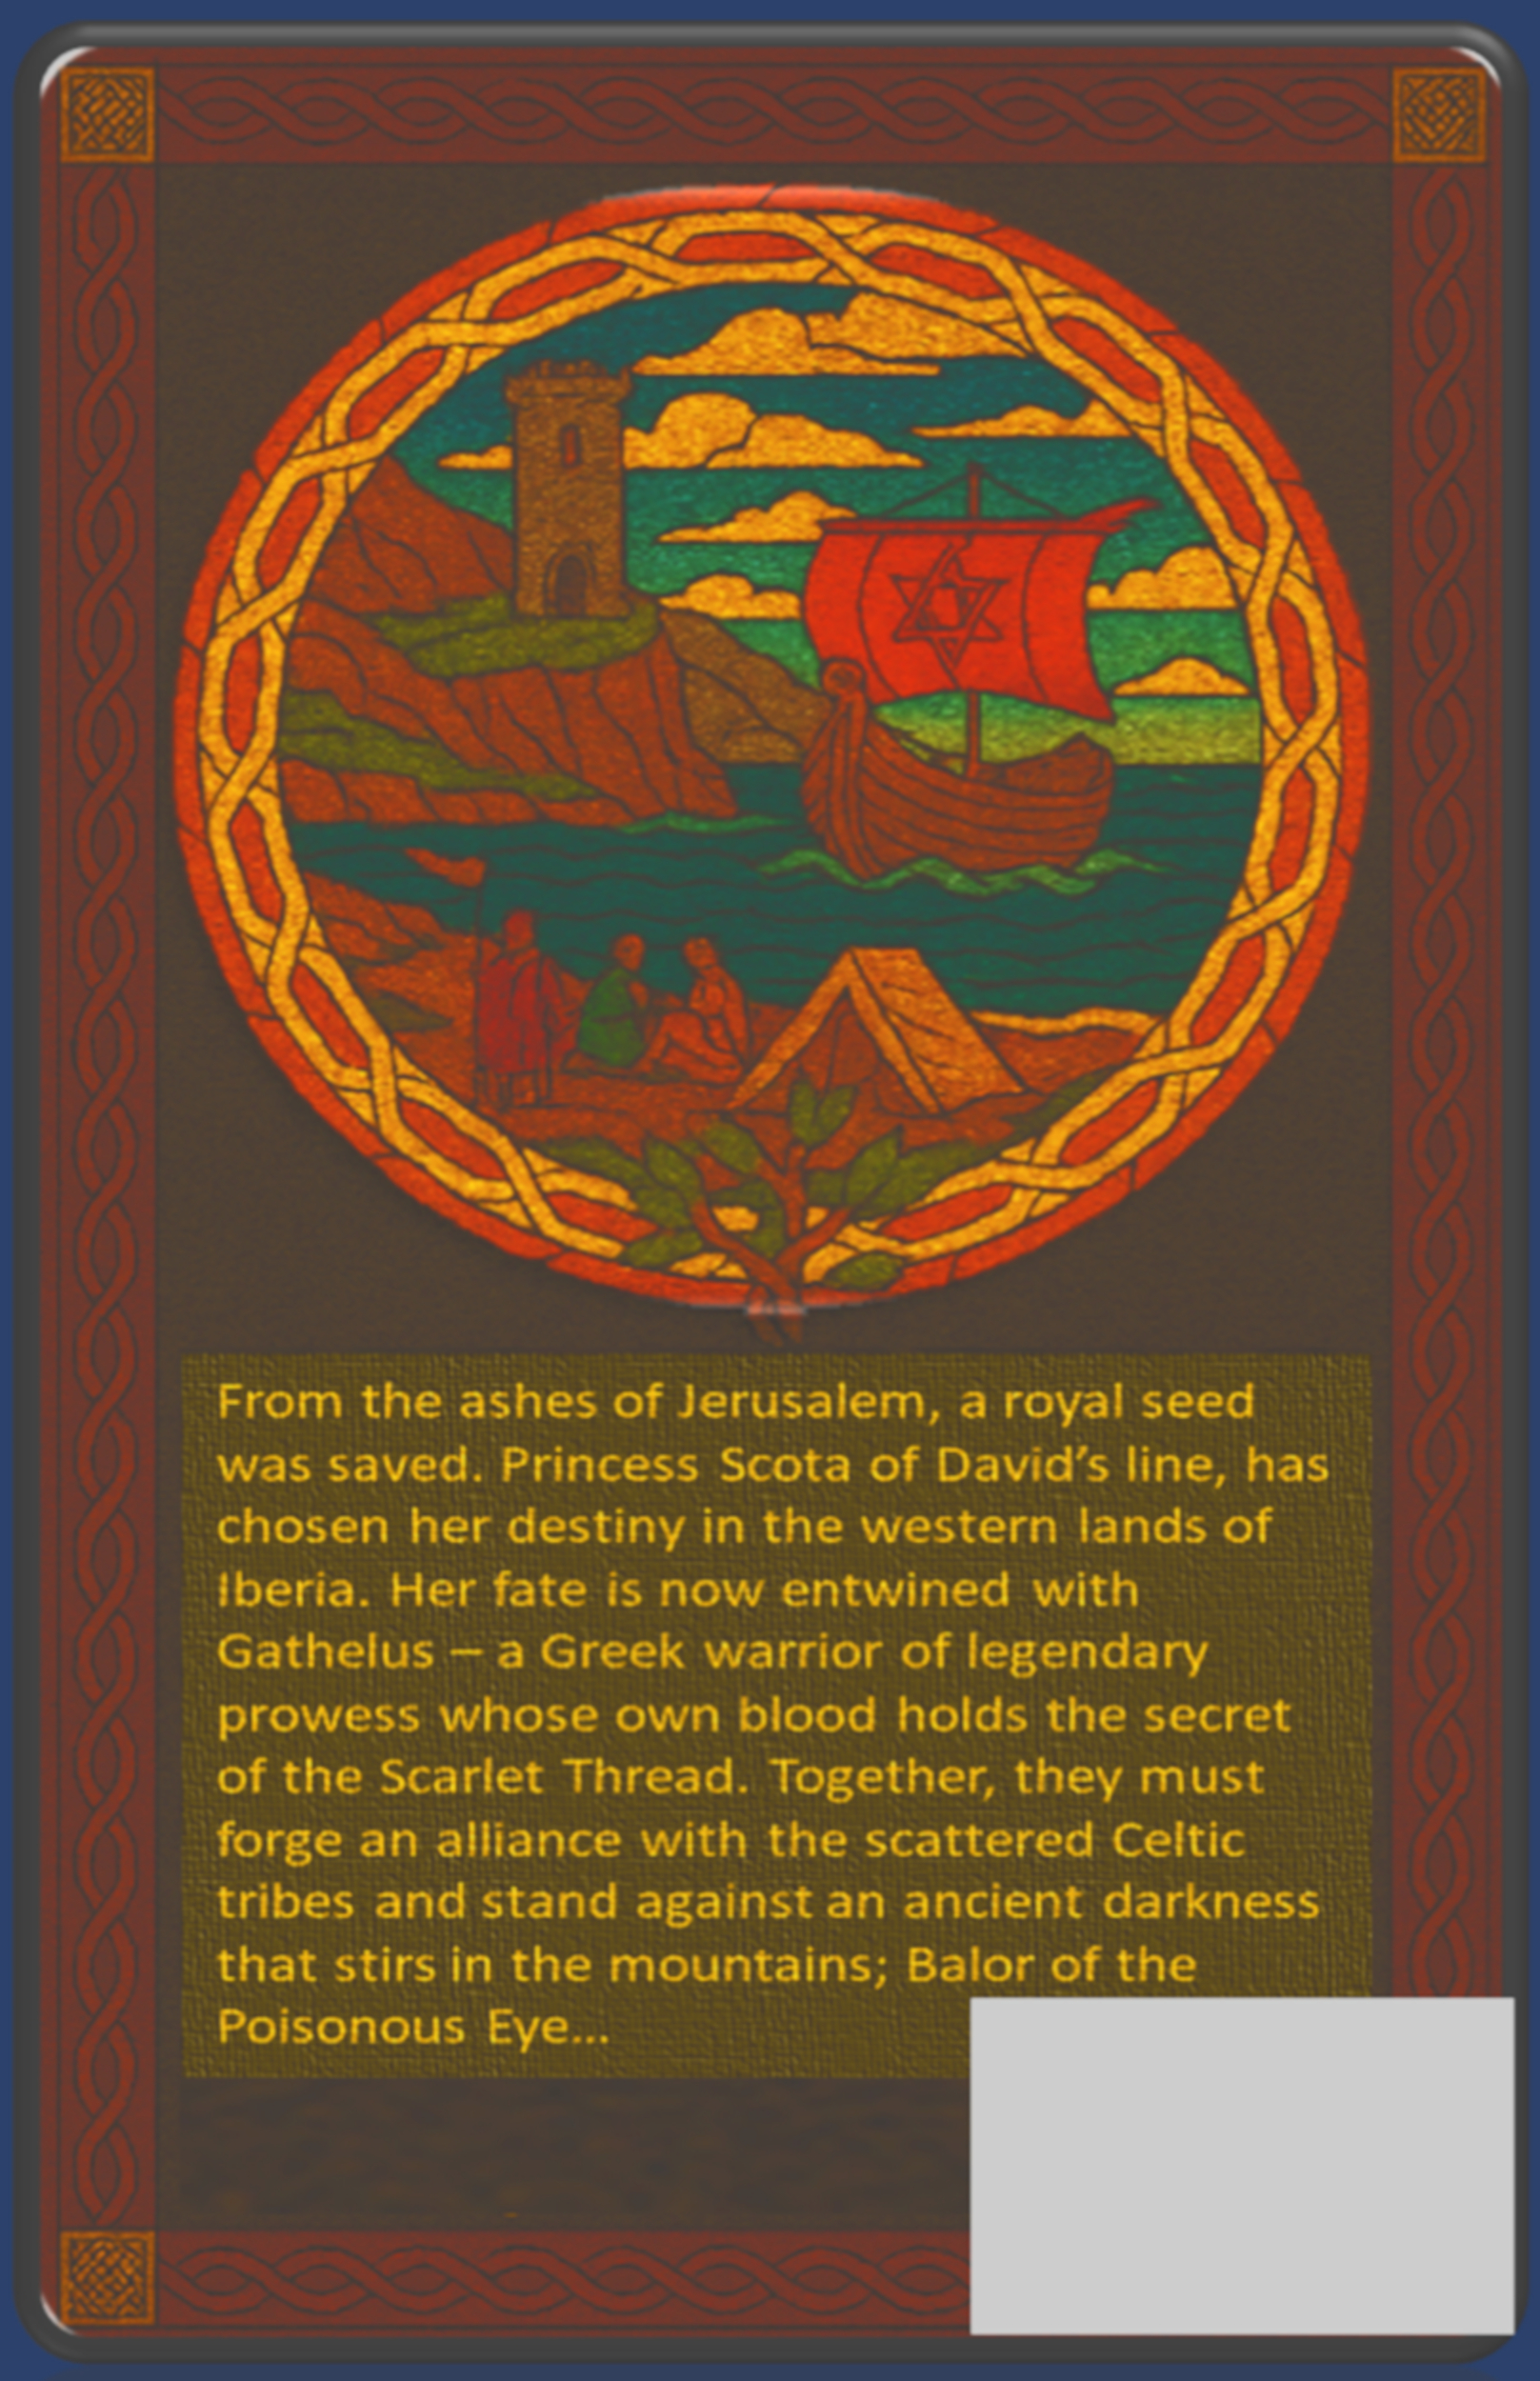 From the ashes of Jerusalem, a royal seed
was saved. Princess Scota of David’s line, has
chosen her destiny in the western lands of
Iberia. Her fate is now entwined with
Gathelus – a Greek warrior of legendary
prowess whose own blood holds the secret
of the Scarlet Thread. Together, they must
forge an alliance with the scattered Celtic
tribes and stand against an ancient darkness
that stirs in the mountains; Balor of the
Poisonous Eye...